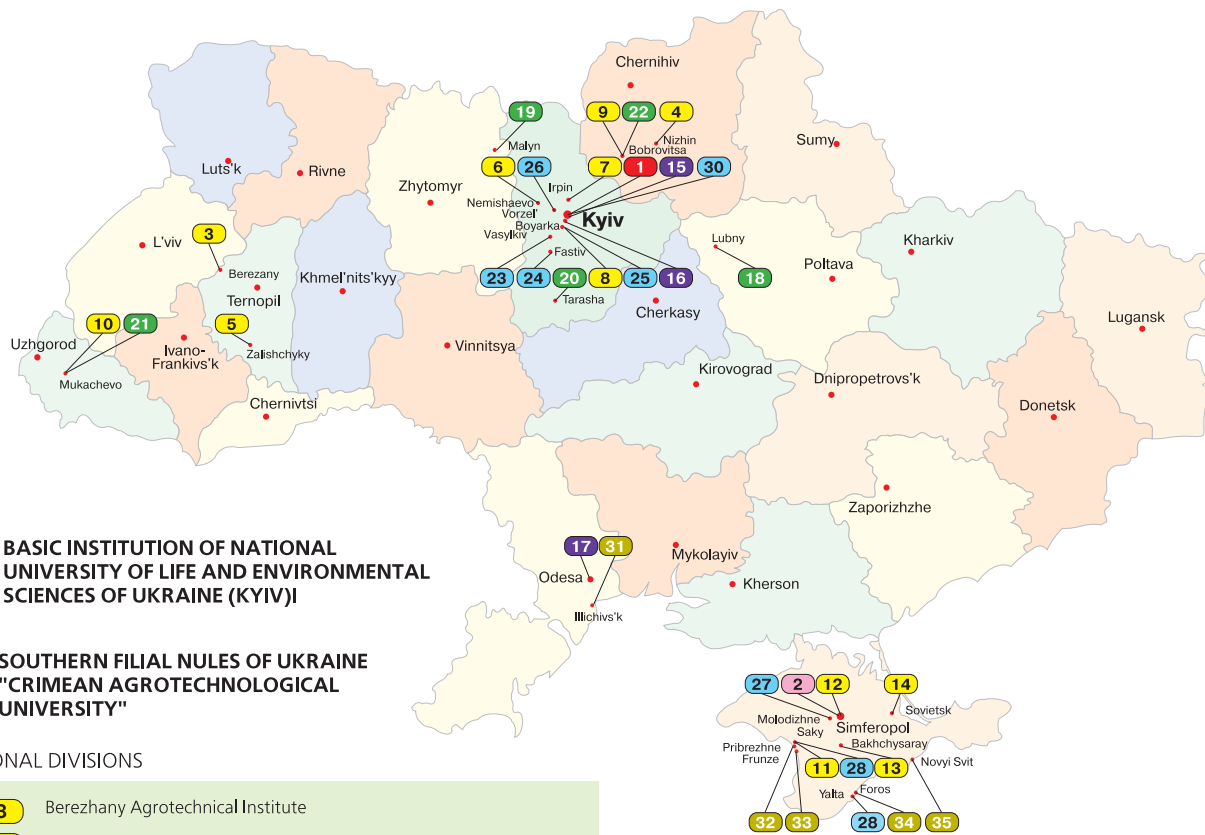 Chernihiv
19
9 22 4
Malyn
Nizhin
Bobrovitsa
Sumy
Luts'k
Rivne
6 26
7 1 15 30
Zhytomyr
Irpin
Nemishaevo
Vorzel'
Kyiv
Boyarka
Vasylkiv
Fastiv
3
L'viv
Lubny
Kharkiv
Berezany
Ternopil
Khmel'nits'kyy
23 24 20 8 25 16
18
Poltava
Tarasha
Cherkasy
10 21
5
Lugansk
Uzhgorod
Ivano-
Frankivs'k
Zalishchyky
Vinnitsya
Mukachevo
Kirovograd
Dnipropetrovs'k
Chernivtsi
Donetsk
Zaporizhzhe
17 31
Mykolayiv
Odesa
Kherson
Illichivs'k
BASIC INSTITUTION OF NATIONAL
UNIVERSITY OF LIFE AND ENVIRONMENTAL
SCIENCES OF UKRAINE (KYIV)I
SOUTHERN FILIAL NULES OF UKRAINE
"CRIMEAN AGROTECHNOLOGICAL
UNIVERSITY"
27 2 12
14
Sovietsk
Molodizhne
Saky
Simferopol
Pribrezhne
Bakhchysaray
Frunze
Novyi Svit
11 28 13
Yalta
Foros
32 33
28 34 35
ONAL DIVISIONS
3 Berezhany Agrotechnical Institute